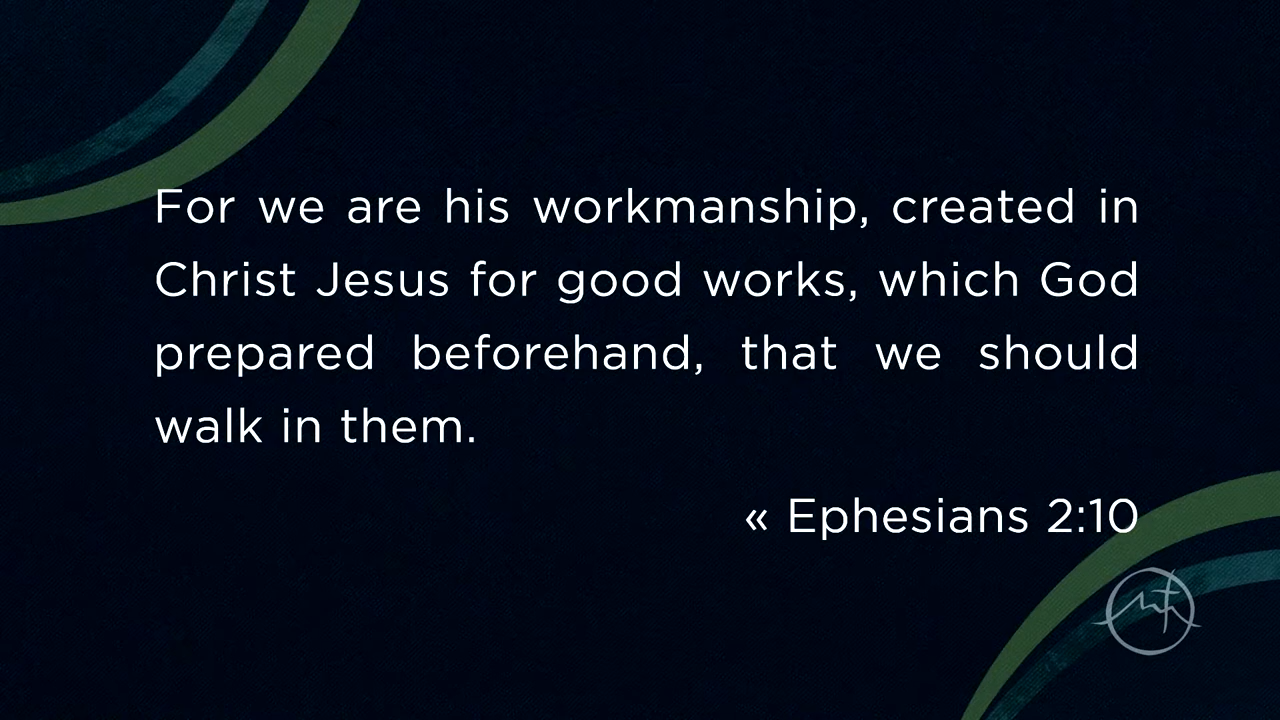 For we are his workmanship, created in
Christ Jesus for good works, which God
prepared beforehand, that we should
walk in them.
« Ephesians 2:10